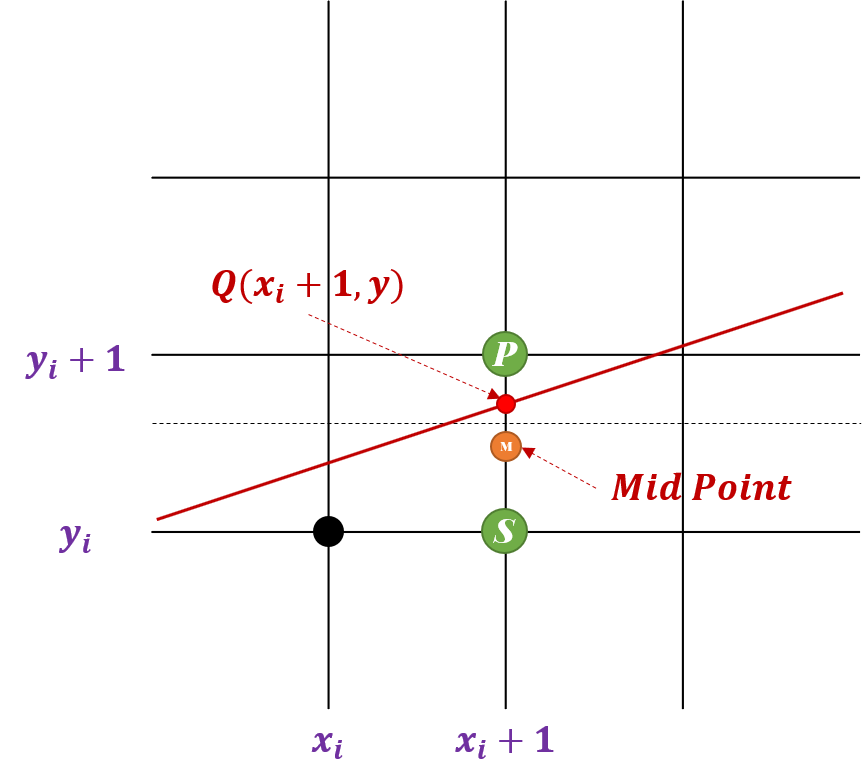 Q(xᵢ + 1, y)
P
yᵢ + 1
M
Mid Point
S
yᵢ
xᵢ
xᵢ + 1